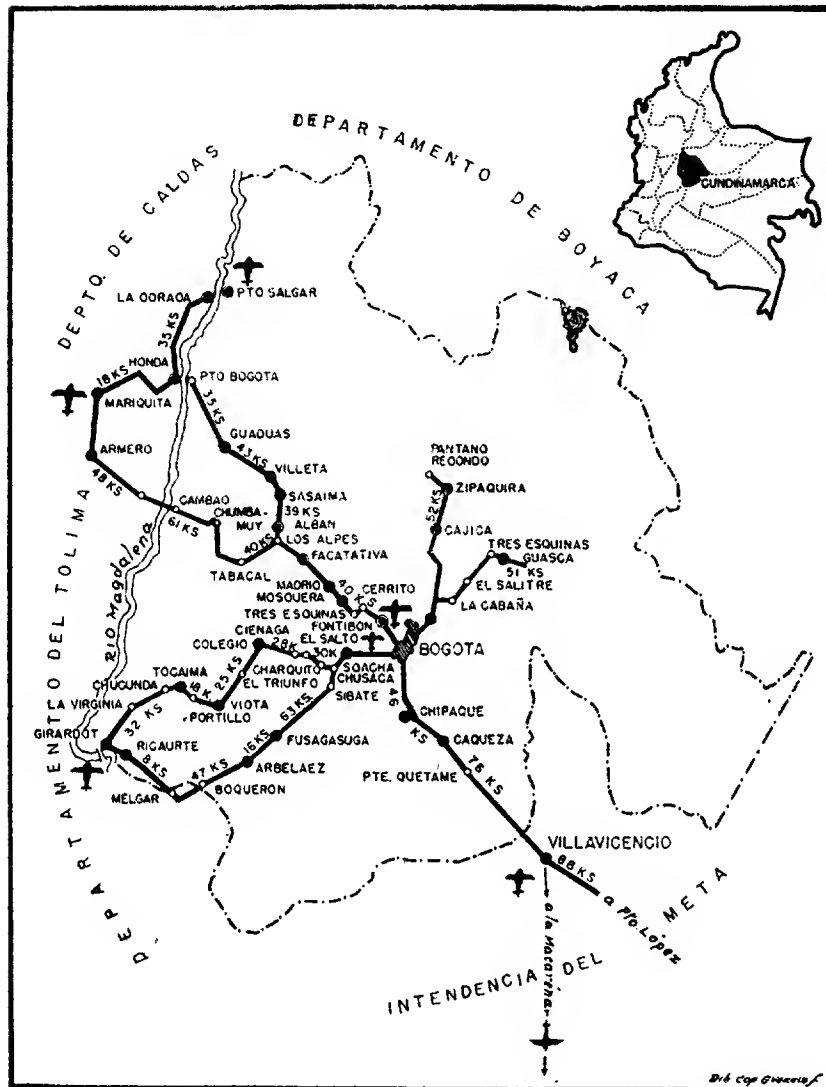 DEPARTAMENTO DE BOYACA
DEPTO. DE CALDAS
CUNDINAMARCA
LA DORADA
PTO SALGAR
35 KS
HONDA
PTO BOGOTA
18 KS
MARIQUITA
35 KS
GUADUAS
ARMERO
43 KS
VILLETA
48 KS
SASAIMA
CAMBAO
39 KS
CHUMBA-
MUY
ALBAN
61 KS
LOS ALPES
40 KS
TABACAL
FACATATIVA
PANTANO
REDONDO
ZIPAQUIRA
52 KS
CAJICA
TRES ESQUINAS
GUASCA
51 KS
EL SALITRE
LA CABAÑA
MADRID
MOSQUERA
40 KS
CERRITO
TRES ESQUINAS
FONTIBON
BOGOTA
DEPARTAMENTO DEL TOLIMA
RIO Magdalena
CIENAGA
EL SALTO
COLEGIO
28K
30K
SOACHA
CHARQUITO
CHUSACA
EL TRIUNFO
SIBATE
TOCAIMA
CHUCUNDA
18K
25 KS
VIOTA
LA VIRGINIA
PORTILLO
32 KS
63 KS
GIRARDOT
RICAURTE
FUSAGASUGA
16 KS
8 KS
47 KS
ARBELAEZ
MELGAR
BOQUERON
46
KS
CHIPAQUE
CAQUEZA
PTE. QUETAME
76 KS
VILLAVICENCIO
88 KS
a Pto. López
a la Macarena
INTENDENCIA DEL META
Dib Cap